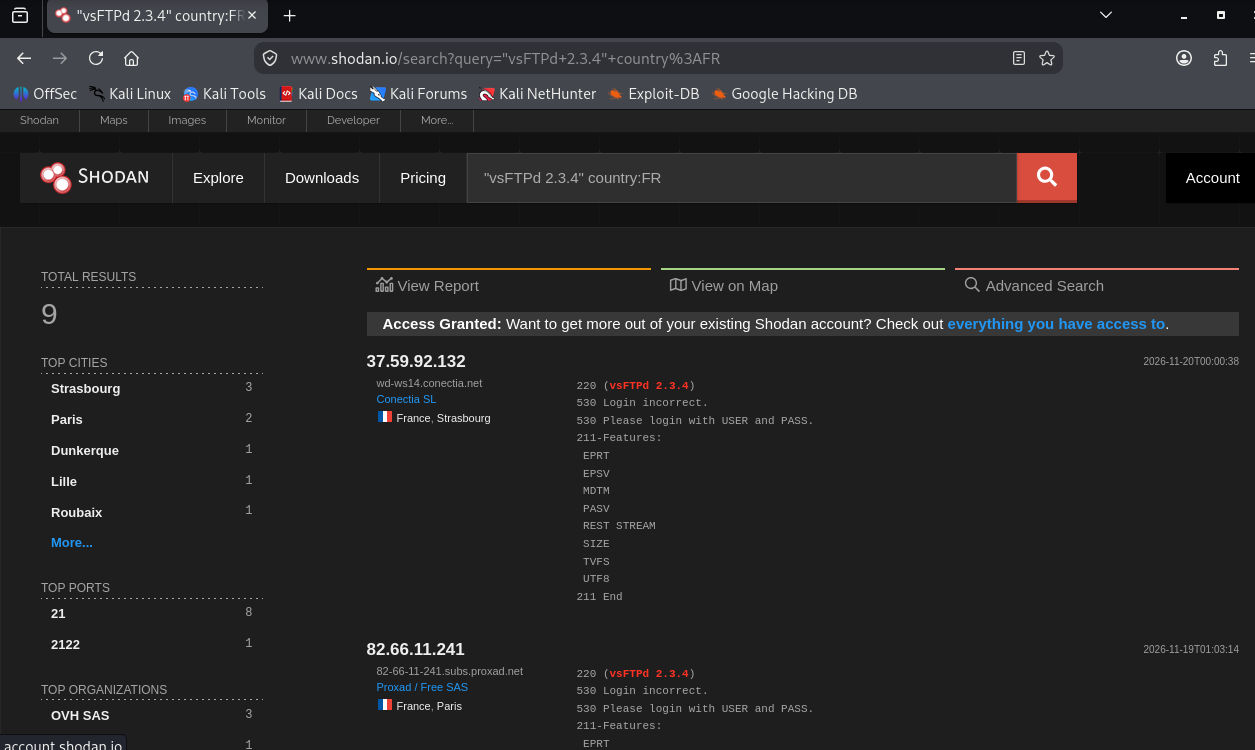 "vsFTPd 2.3.4" country:FR
www.shodan.io/search?query="vsFTPd+2.3.4"+country%3AFR
OffSec Kali Linux Kali Tools Kali Docs Kali Forums Kali NetHunter Exploit-DB Google Hacking DB
Shodan Maps Images Monitor Developer More...
SHODAN Explore Downloads Pricing "vsFTPd 2.3.4" country:FR Account
TOTAL RESULTS
9
TOP CITIES
Strasbourg 3
Paris 2
Dunkerque 1
Lille 1
Roubaix 1
More...
TOP PORTS
21 8
2122 1
TOP ORGANIZATIONS
OVH SAS 3
1
View Report View on Map Advanced Search
Access Granted: Want to get more out of your existing Shodan account? Check out everything you have access to.
37.59.92.132
2026-11-20T00:00:38
wd-ws14.conectia.net
Conectia SL
France, Strasbourg
220 (vsFTPd 2.3.4)
530 Login incorrect.
530 Please login with USER and PASS.
211-Features:
EPRT
EPSV
MDTM
PASV
REST STREAM
SIZE
TVFS
UTF8
211 End
82.66.11.241
2026-11-19T01:03:14
82-66-11-241.subs.proxad.net
Proxad / Free SAS
France, Paris
220 (vsFTPd 2.3.4)
530 Login incorrect.
530 Please login with USER and PASS.
211-Features:
EPRT
account.shodan.io